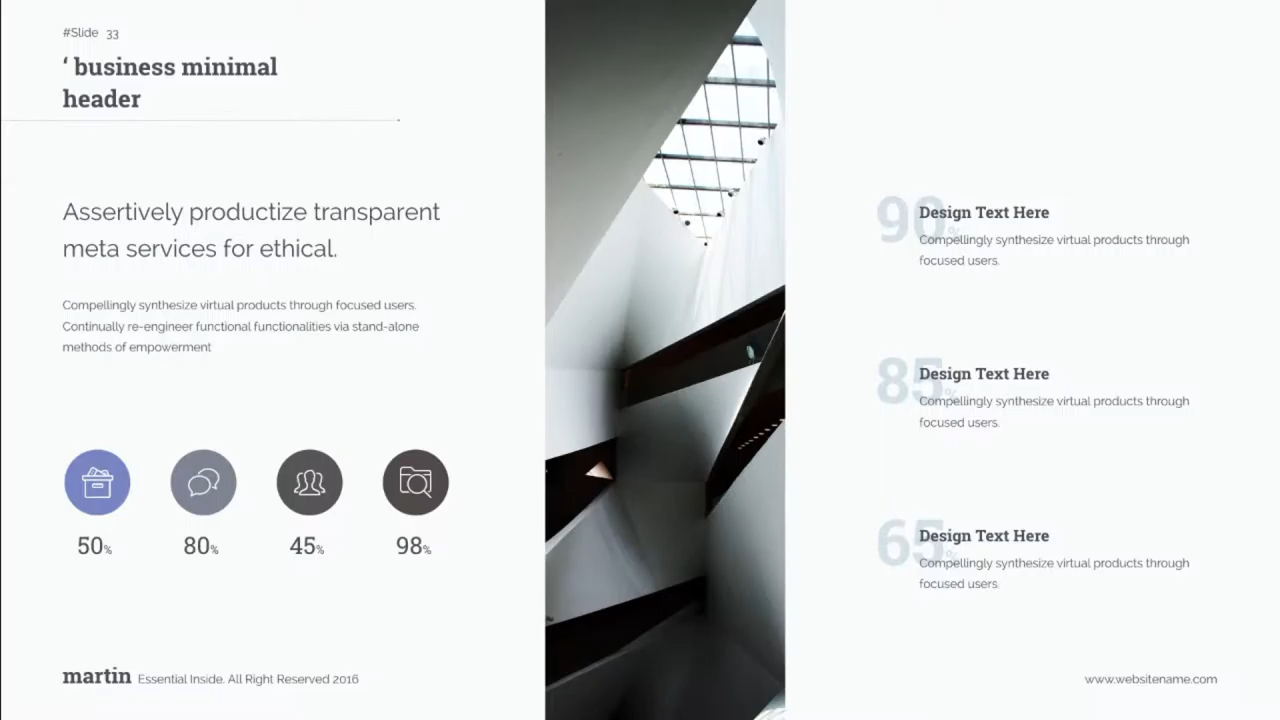 #Slide 33
‘ business minimal
header
Assertively productize transparent
meta services for ethical.
Compellingly synthesize virtual products through focused users.
Continually re-engineer functional functionalities via stand-alone
methods of empowerment
50%
80%
45%
98%
90%
Design Text Here
Compellingly synthesize virtual products through
focused users.
85%
Design Text Here
Compellingly synthesize virtual products through
focused users.
65%
Design Text Here
Compellingly synthesize virtual products through
focused users.
martin Essential Inside. All Right Reserved 2016
www.websitename.com